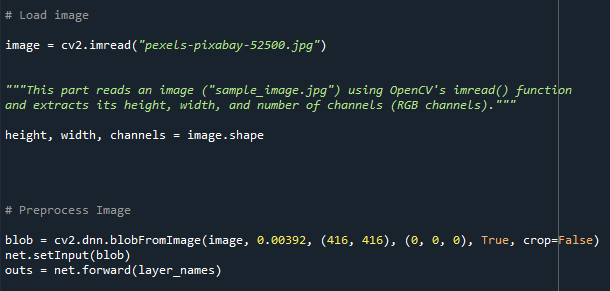 # Load image
image = cv2.imread("pexels-pixabay-52500.jpg")
"""This part reads an image ("sample_image.jpg") using OpenCV's imread() function
and extracts its height, width, and number of channels (RGB channels)."""
height, width, channels = image.shape
# Preprocess Image
blob = cv2.dnn.blobFromImage(image, 0.00392, (416, 416), (0, 0, 0), True, crop=False)
net.setInput(blob)
outs = net.forward(layer_names)